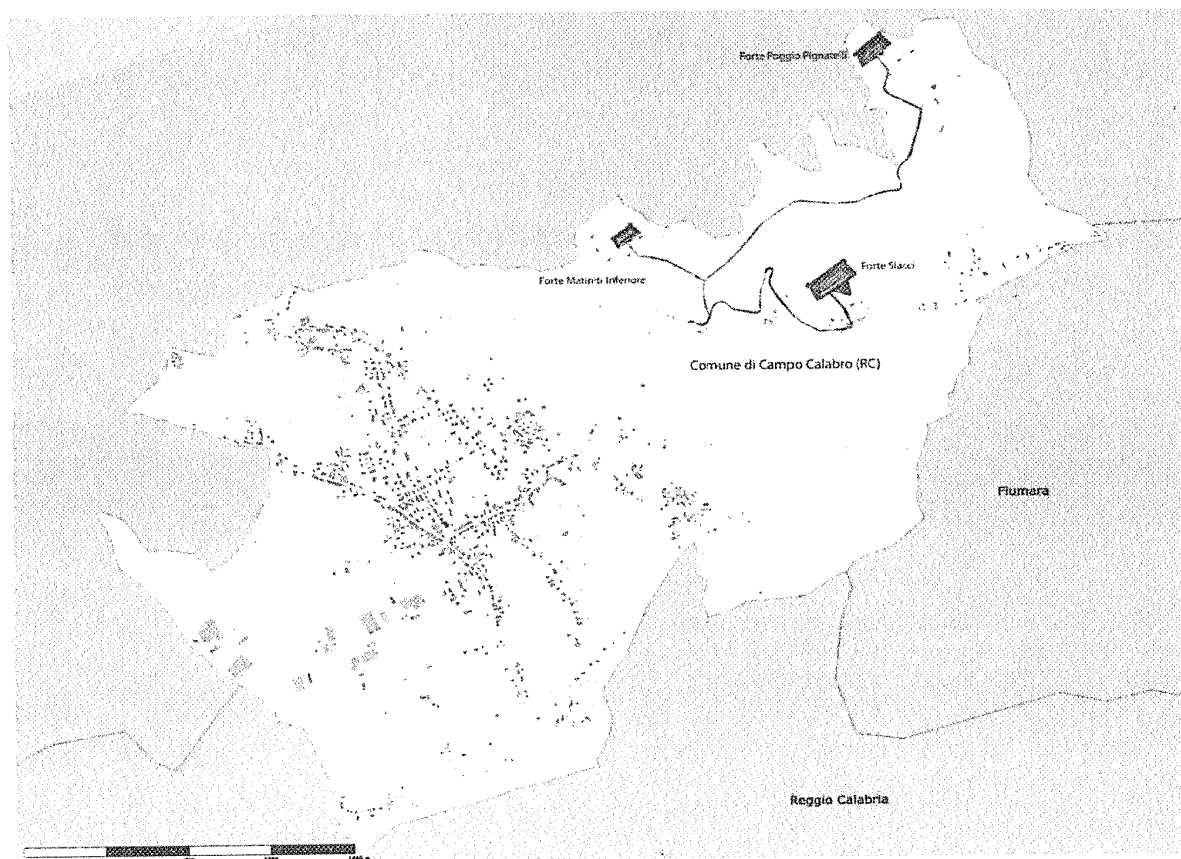 Forte Poggio Pignatelli
Forte Matiniti Inferiore
Forte Siacci
Comune di Campo Calabro (RC)
Fiumara
Reggio Calabria